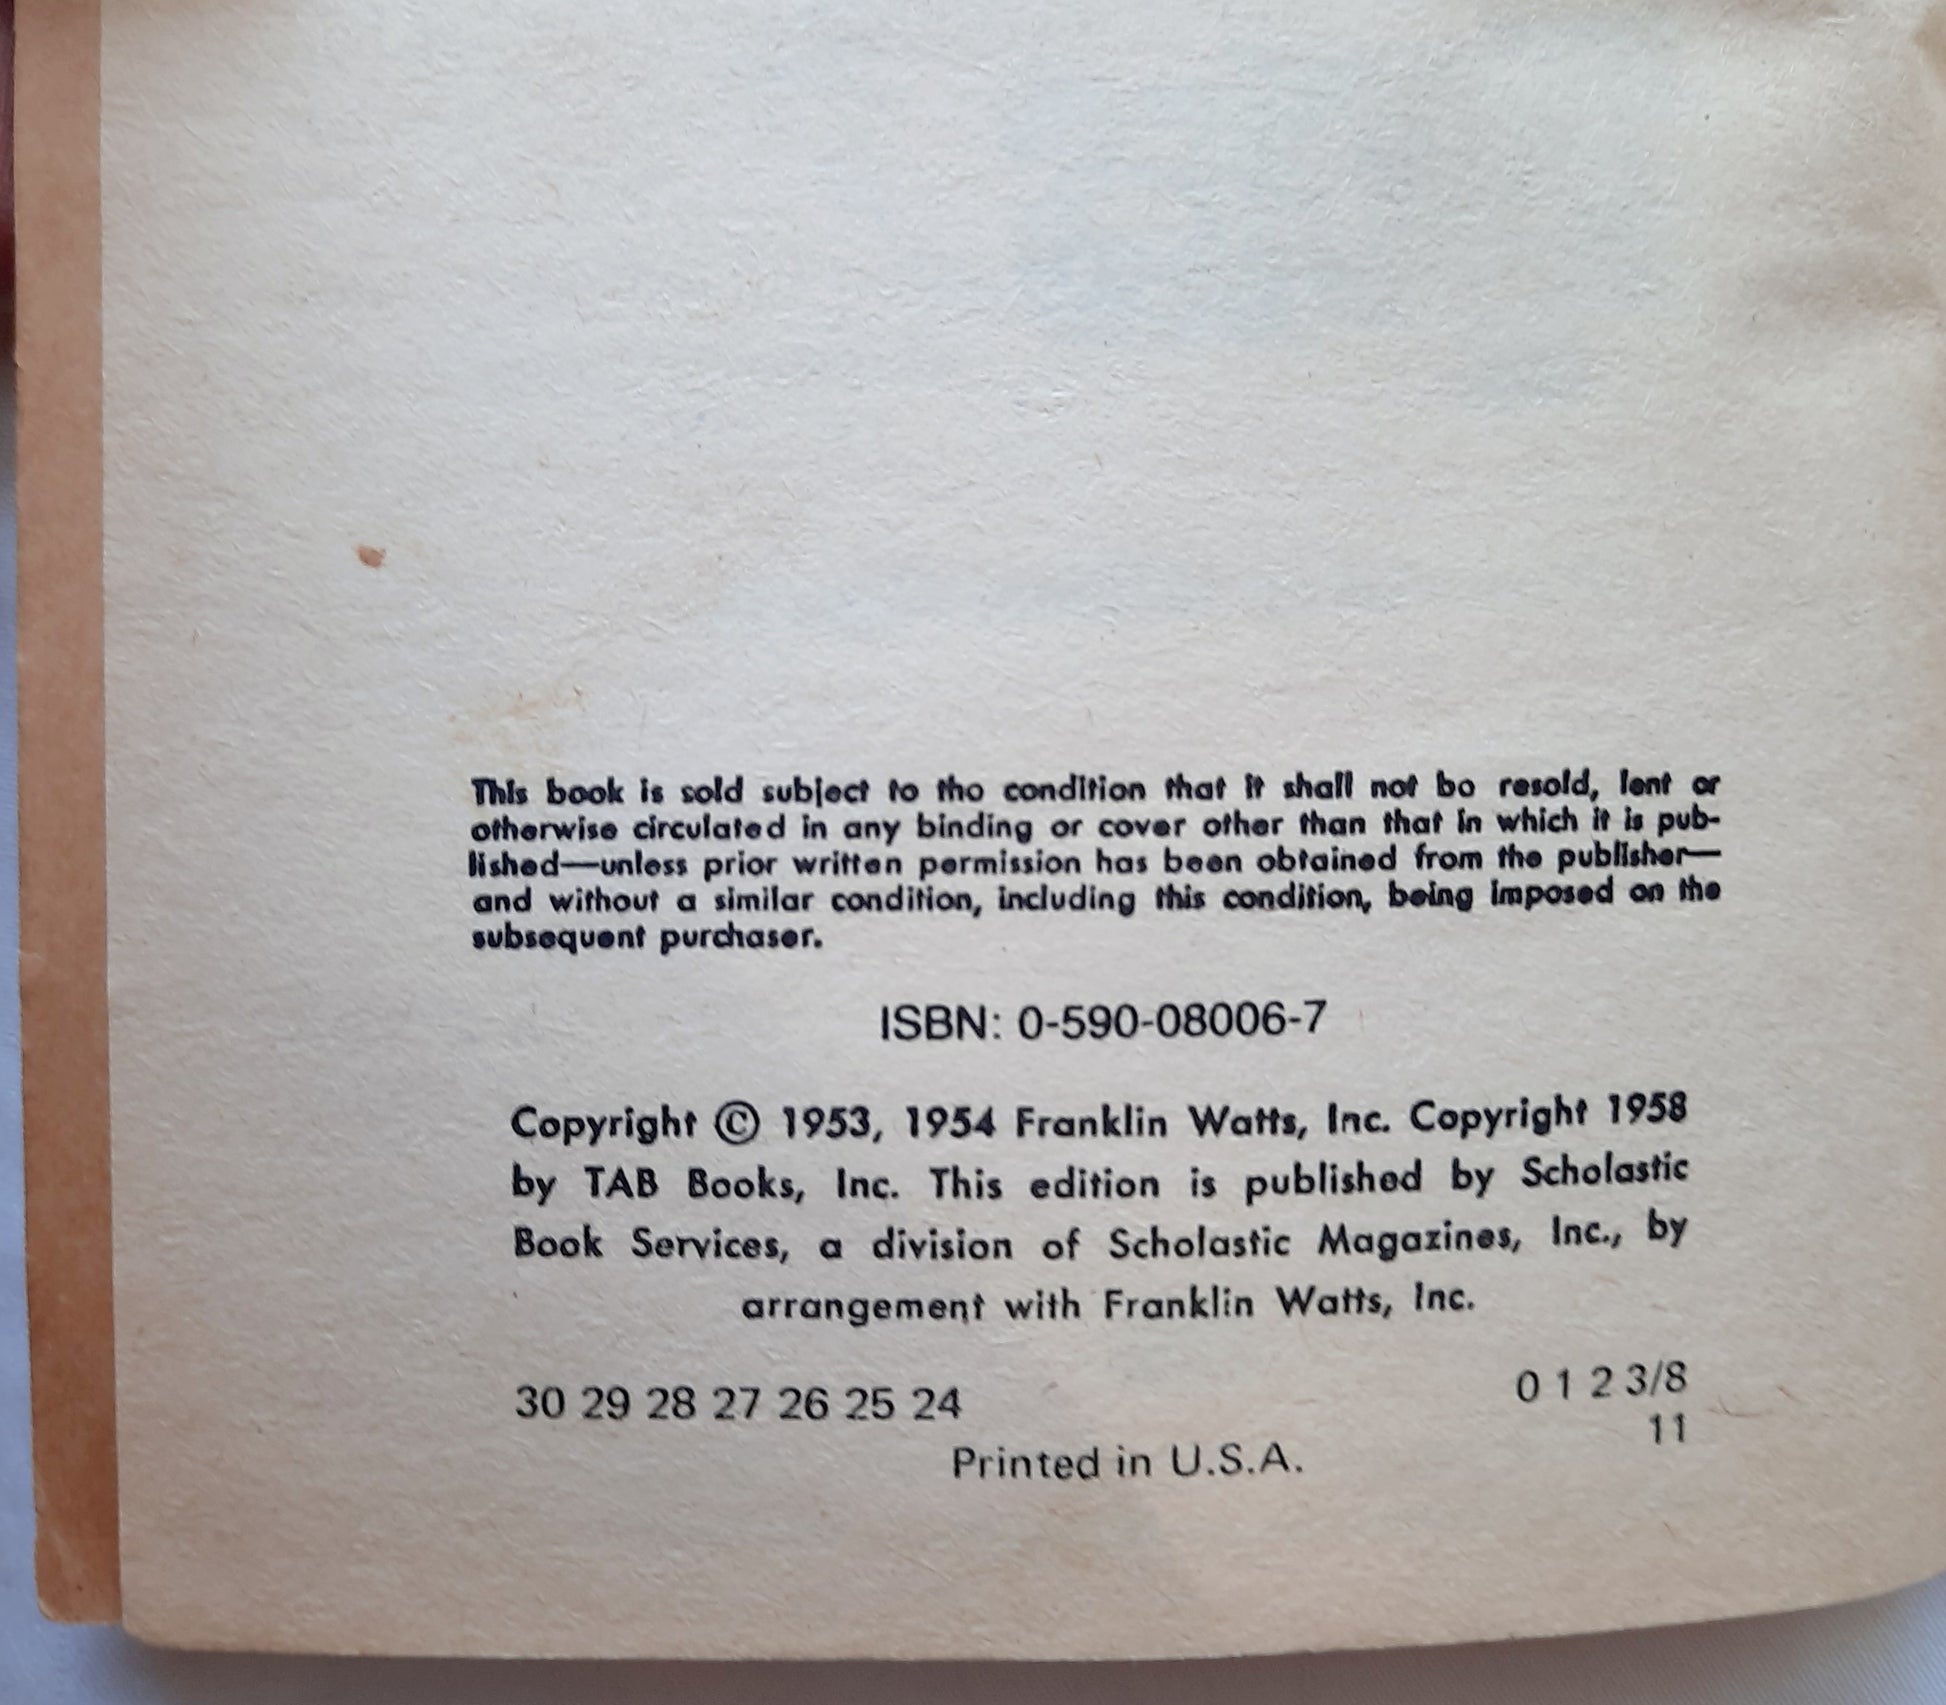 This book is sold subject to the condition that it shall not be resold, lent or
otherwise circulated in any binding or cover other than that in which it is pub-
lished—unless prior written permission has been obtained from the publisher—
and without a similar condition, including this condition, being imposed on the
subsequent purchaser.
ISBN: 0-590-08006-7
Copyright © 1953, 1954 Franklin Watts, Inc. Copyright 1958
by TAB Books, Inc. This edition is published by Scholastic
Book Services, a division of Scholastic Magazines, Inc., by
arrangement with Franklin Watts, Inc.
30 29 28 27 26 25 24 0 1 2 3/8
11
Printed in U.S.A.